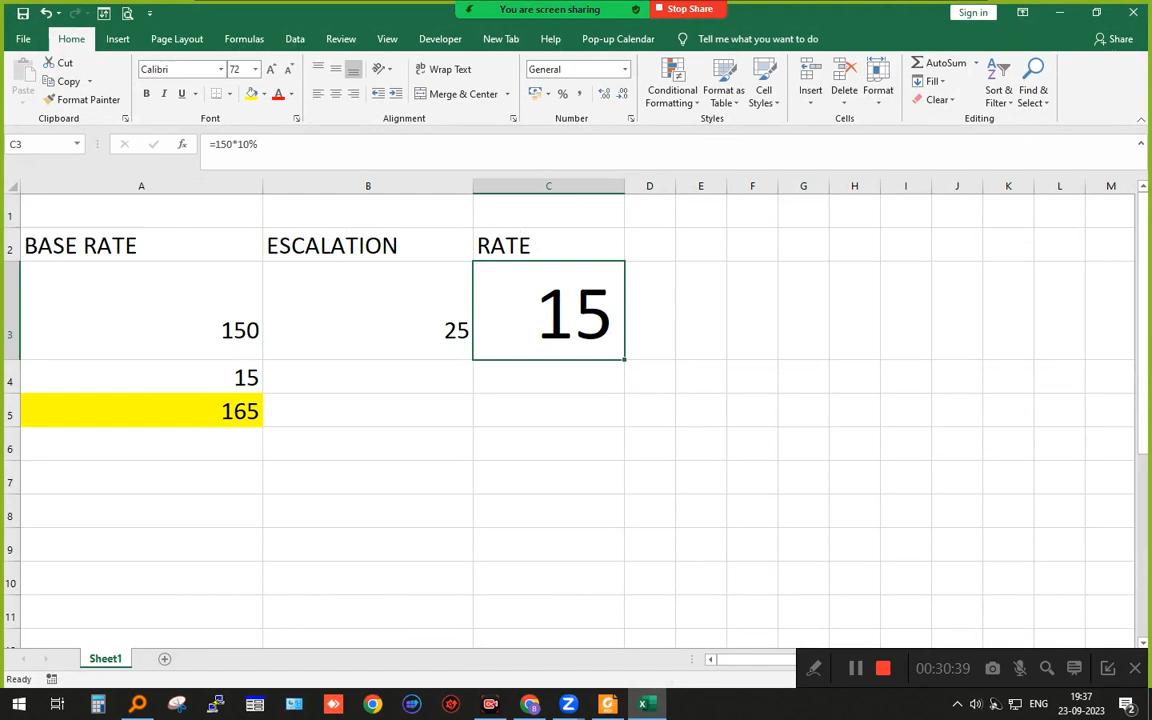 You are screen sharing
Stop Share
Sign in
File Home Insert Page Layout Formulas Data Review View Developer New Tab Help Pop-up Calendar Tell me what you want to do Share
Paste
Cut
Copy
Format Painter
Clipboard
Calibri 72
B I U
Font
Wrap Text
Merge & Center
Alignment
General
%
Number
Conditional Formatting
Format as Table
Cell Styles
Styles
Insert Delete Format
Cells
AutoSum
Fill
Clear
Sort & Filter
Find & Select
Editing
C3 fx =150*10%
A B C D E F G H I J K L M
1
2 BASE RATE ESCALATION RATE
3 150 25 15
4 15
5 165
6
7
8
9
10
11
Sheet1
Ready
00:30:39
ENG
19:37
23-09-2023
2